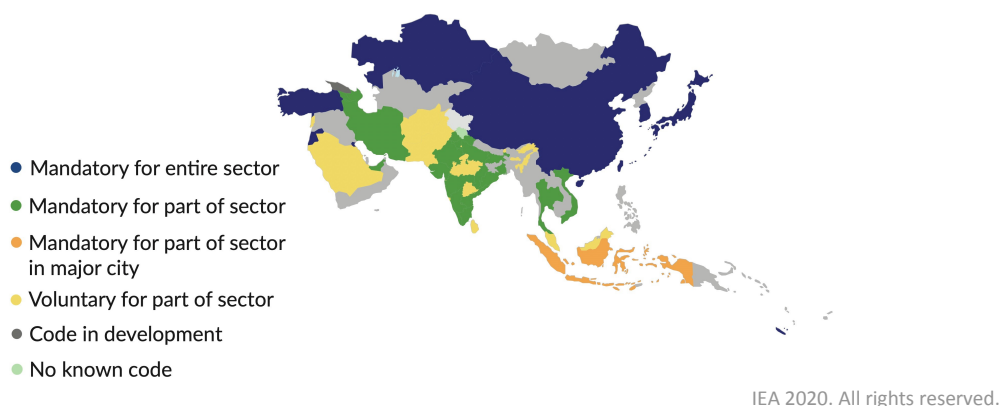 Mandatory for entire sector
Mandatory for part of sector
Mandatory for part of sector
in major city
Voluntary for part of sector
Code in development
No known code
IEA 2020. All rights reserved.